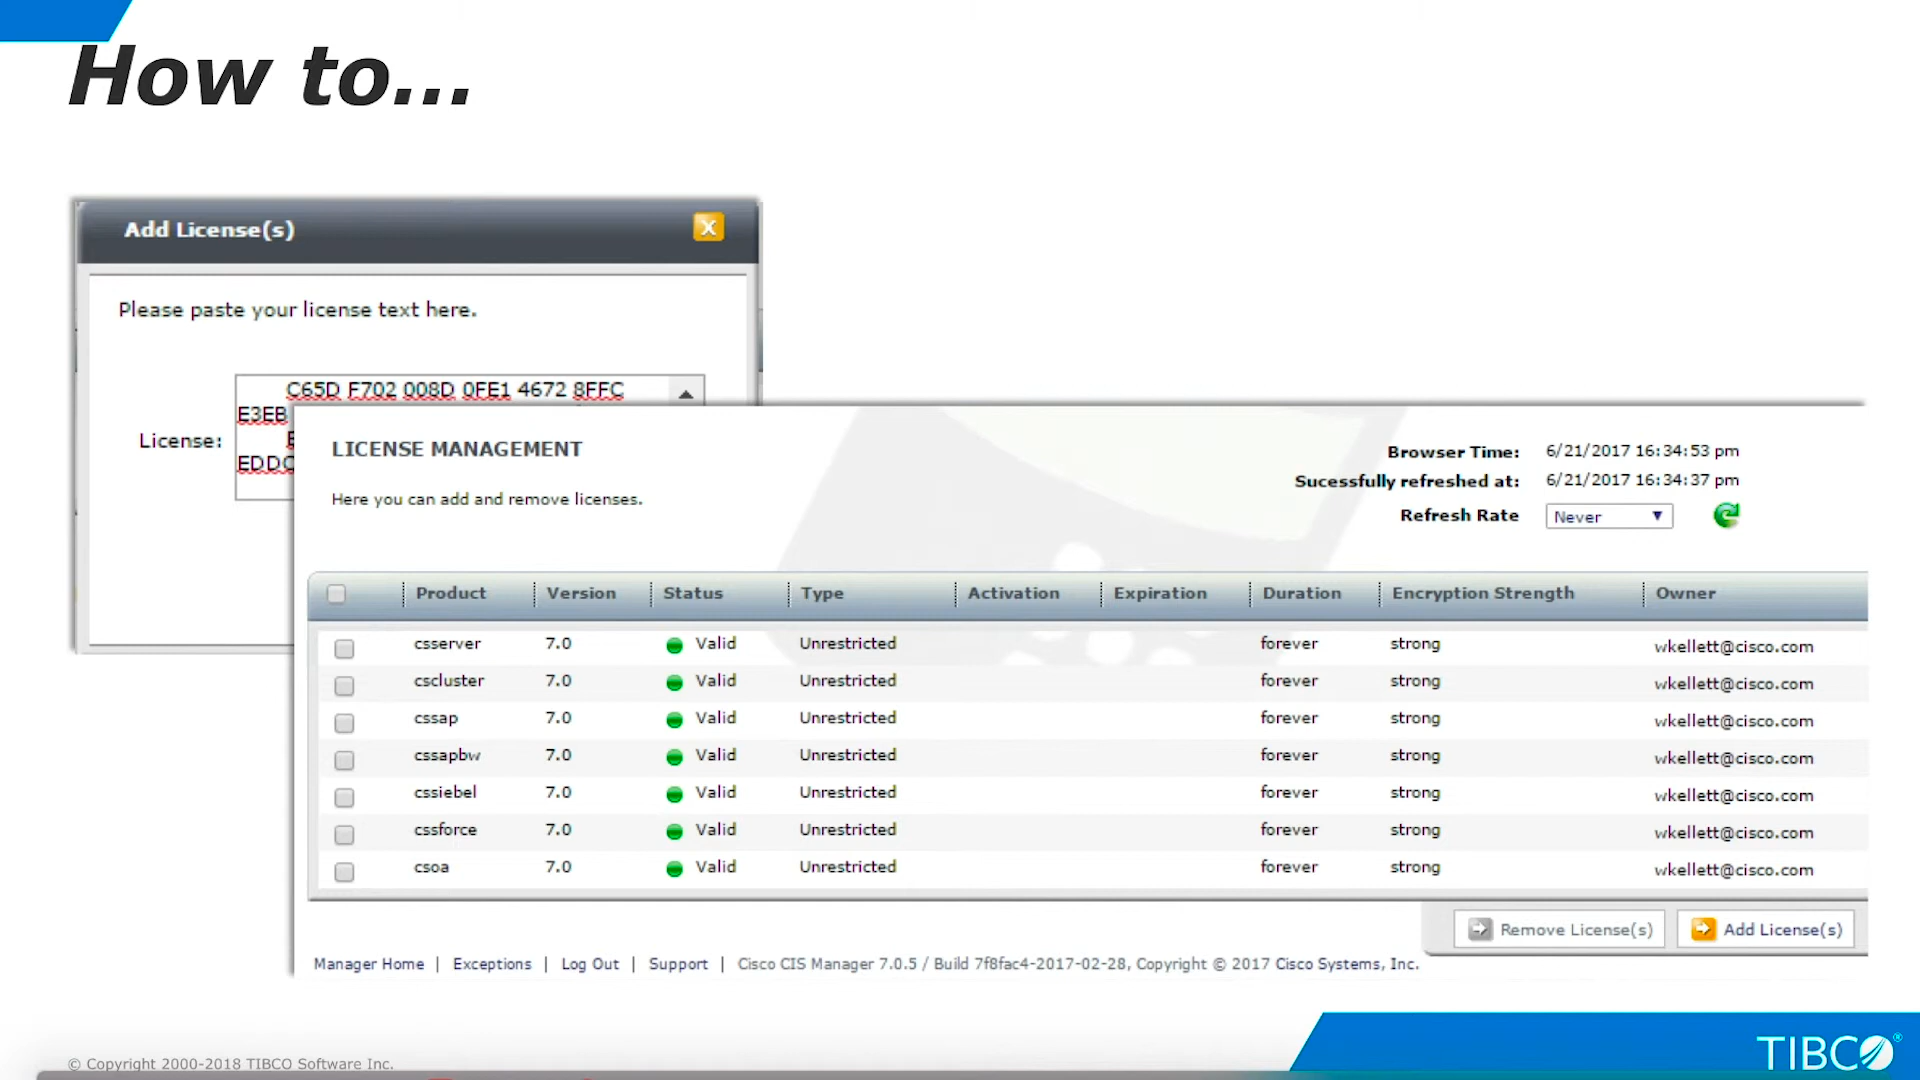 How to...
Add License(s)
X
Please paste your license text here.
C65D F702 008D 0FE1 4672 8FFC
E3EB
License:
EDDC
LICENSE MANAGEMENT
Here you can add and remove licenses.
Browser Time: 6/21/2017 16:34:53 pm
Sucessfully refreshed at: 6/21/2017 16:34:37 pm
Refresh Rate Never
Product Version Status Type Activation Expiration Duration Encryption Strength Owner
csserver 7.0 Valid Unrestricted forever strong wkellett@cisco.com
cscluster 7.0 Valid Unrestricted forever strong wkellett@cisco.com
cssap 7.0 Valid Unrestricted forever strong wkellett@cisco.com
cssapbw 7.0 Valid Unrestricted forever strong wkellett@cisco.com
cssiebel 7.0 Valid Unrestricted forever strong wkellett@cisco.com
cssforce 7.0 Valid Unrestricted forever strong wkellett@cisco.com
csoa 7.0 Valid Unrestricted forever strong wkellett@cisco.com
Remove License(s) Add License(s)
Manager Home | Exceptions | Log Out | Support | Cisco CIS Manager 7.0.5 / Build 7f8fac4-2017-02-28, Copyright © 2017 Cisco Systems, Inc.
© Copyright 2000-2018 TIBCO Software Inc.
TIBCO®